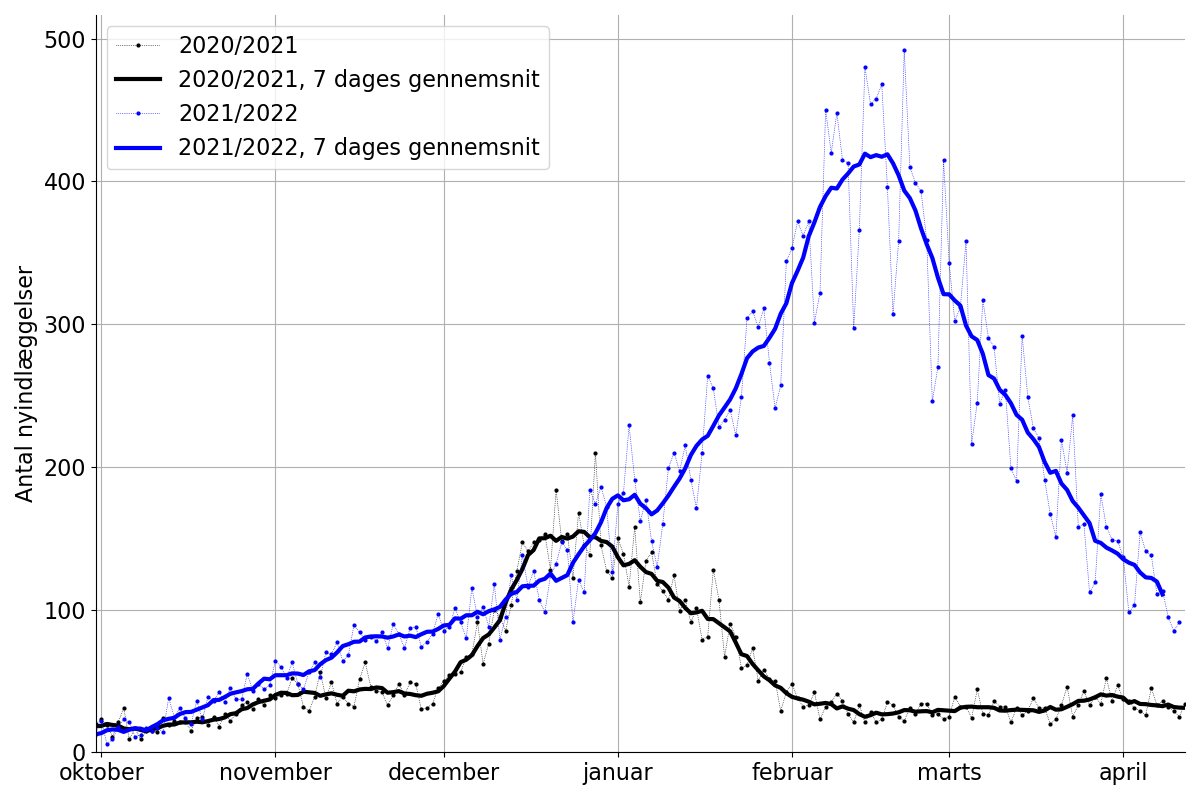 2020/2021
2020/2021, 7 dages gennemsnit
2021/2022
2021/2022, 7 dages gennemsnit
Antal nyindlæggelser
500
400
300
200
100
0
oktober november december januar februar marts april